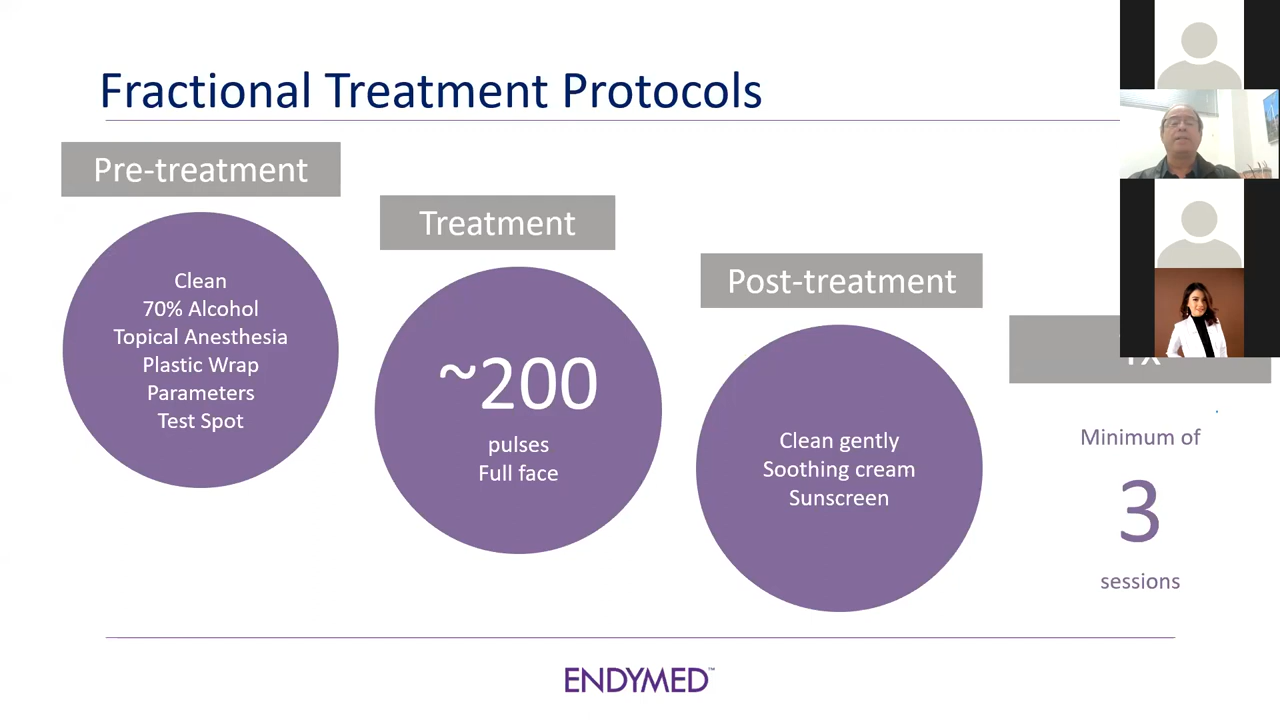 Fractional Treatment Protocols
Pre-treatment
Clean
70% Alcohol
Topical Anesthesia
Plastic Wrap
Parameters
Test Spot
Treatment
~200
pulses
Full face
Post-treatment
Clean gently
Soothing cream
Sunscreen
Minimum of
3
sessions
ENDYMED™